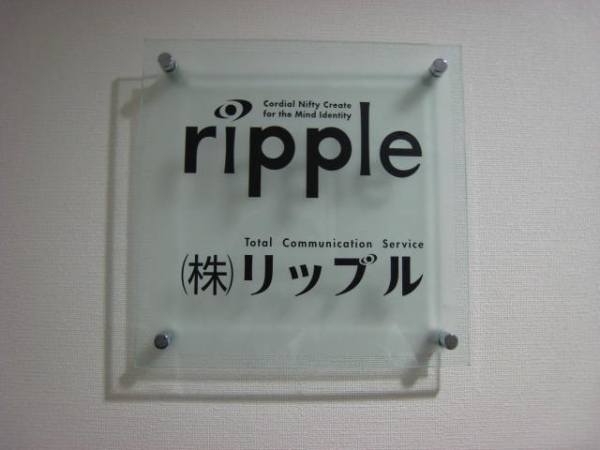 Cordial Nifty Create
for the Mind Identity
ripple
Total Communication Service
(株)リップル